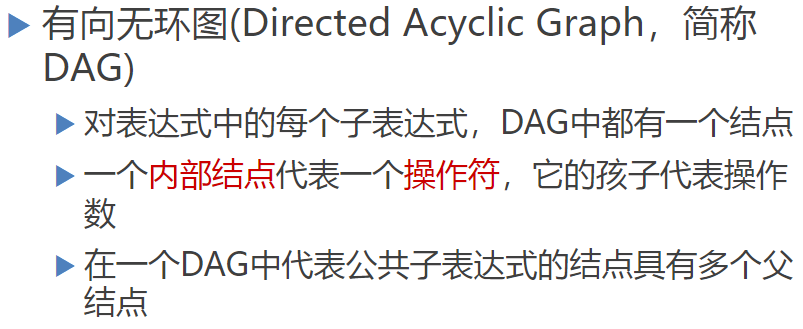 有向无环图(Directed Acyclic Graph，简称
DAG)
对表达式中的每个子表达式，DAG中都有一个结点
一个内部结点代表一个操作符，它的孩子代表操作
数
在一个DAG中代表公共子表达式的结点具有多个父
结点